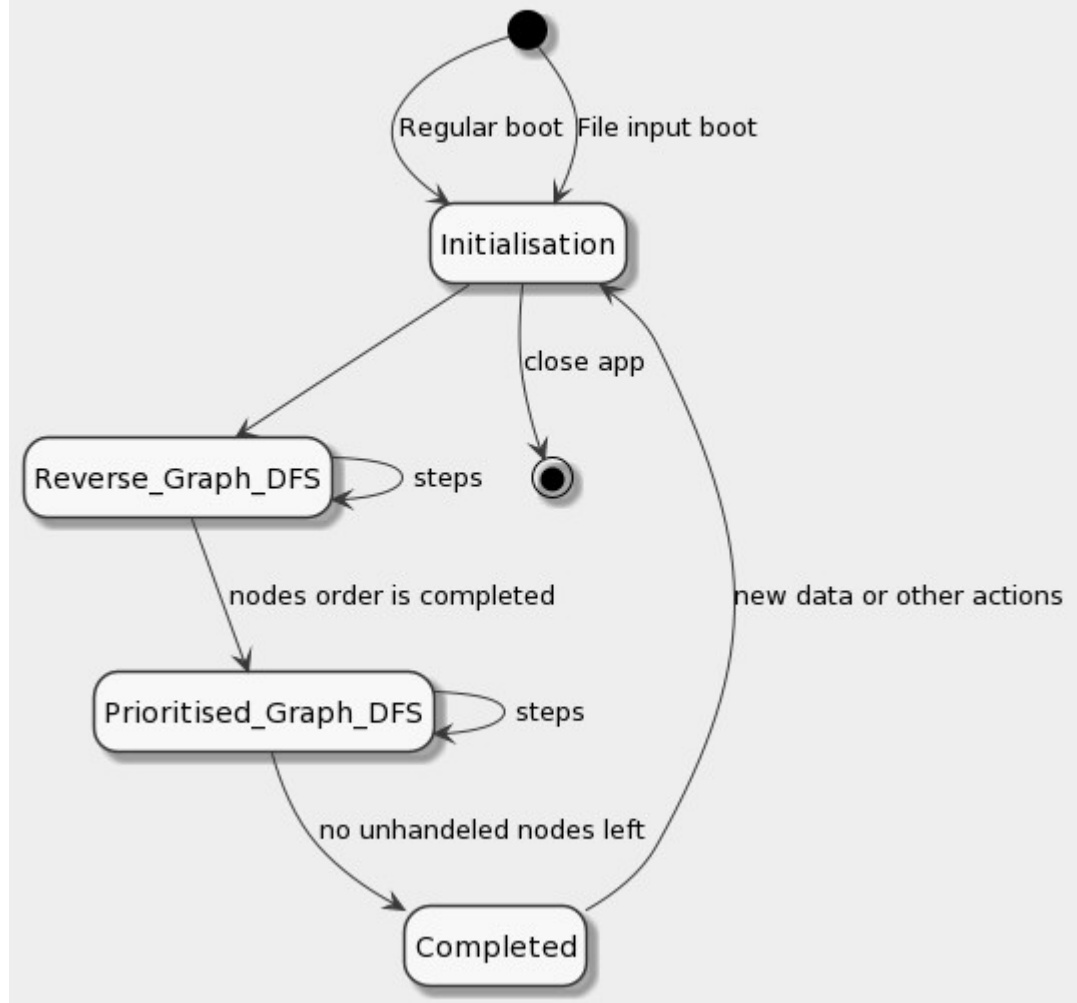 Regular boot
File input boot
Initialisation
close app
Reverse_Graph_DFS
steps
nodes order is completed
new data or other actions
Prioritised_Graph_DFS
steps
no unhandeled nodes left
Completed